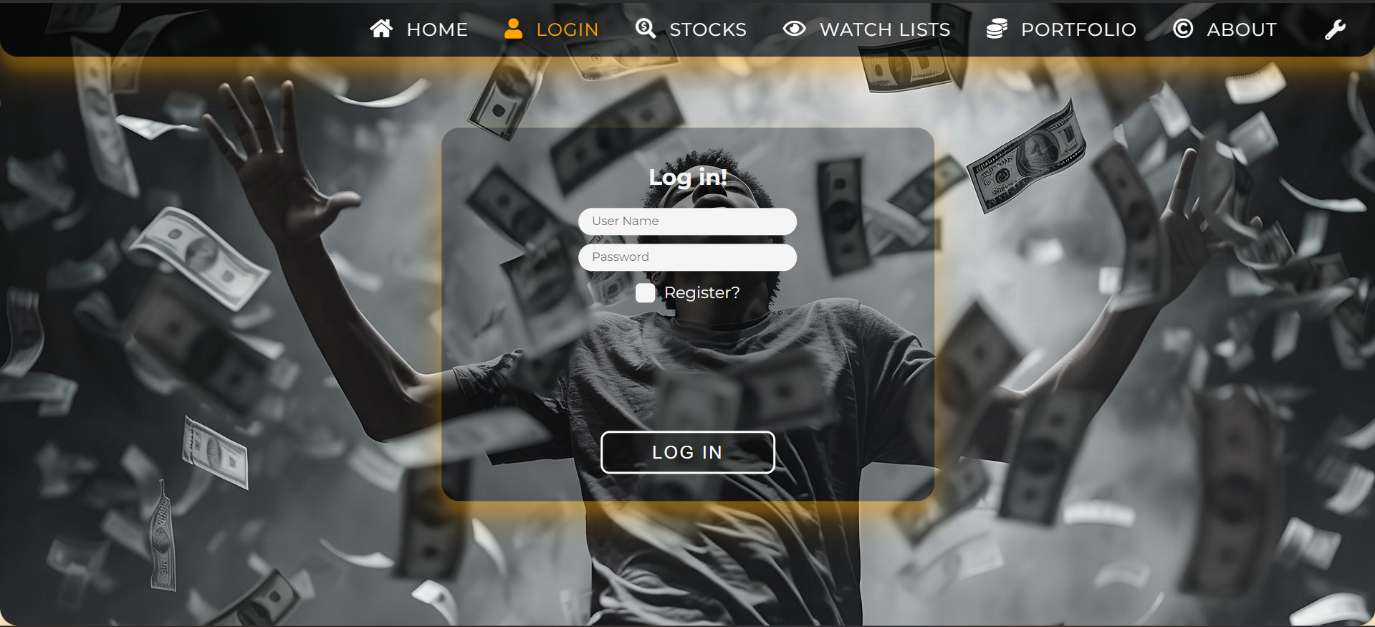 HOME LOGIN STOCKS WATCH LISTS PORTFOLIO ABOUT
Log in!
User Name
Password
Register?
LOG IN